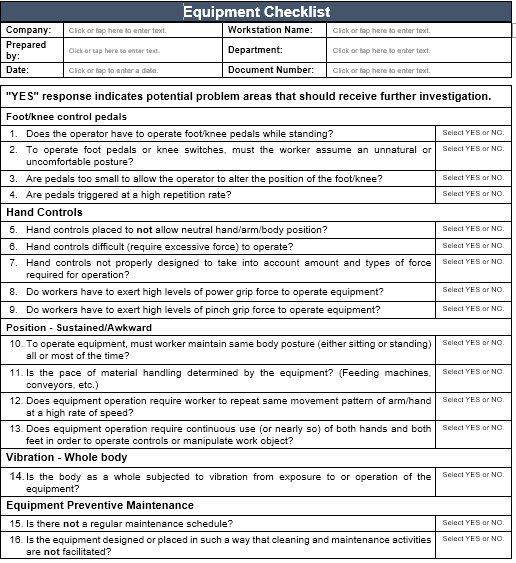 Equipment Checklist
Company: Click or tap here to enter text. Workstation Name: Click or tap here to enter text.
Prepared by: Click or tap here to enter text. Department: Click or tap here to enter text.
Date: Click or tap to enter a date. Document Number: Click or tap here to enter text.
"YES" response indicates potential problem areas that should receive further investigation.
Foot/knee control pedals
1. Does the operator have to operate foot/knee pedals while standing? Select YES or NO.
2. To operate foot pedals or knee switches, must the worker assume an unnatural or Select YES or NO.
uncomfortable posture?
3. Are pedals too small to allow the operator to alter the position of the foot/knee? Select YES or NO.
4. Are pedals triggered at a high repetition rate? Select YES or NO.
Hand Controls
5. Hand controls placed to not allow neutral hand/arm/body position? Select YES or NO.
6. Hand controls difficult (require excessive force) to operate? Select YES or NO.
7. Hand controls not properly designed to take into account amount and types of force Select YES or NO.
required for operation?
8. Do workers have to exert high levels of power grip force to operate equipment? Select YES or NO.
9. Do workers have to exert high levels of pinch grip force to operate equipment? Select YES or NO.
Position - Sustained/Awkward
10. To operate equipment, must worker maintain same body posture (either sitting or standing) Select YES or NO.
all or most of the time?
11. Is the pace of material handling determined by the equipment? (Feeding machines, Select YES or NO.
conveyors, etc.)
12. Does equipment operation require worker to repeat same movement pattern of arm/hand Select YES or NO.
at a high rate of speed?
13. Does equipment operation require continuous use (or nearly so) of both hands and both Select YES or NO.
feet in order to operate controls or manipulate work object?
Vibration - Whole body
14. Is the body as a whole subjected to vibration from exposure to or operation of the Select YES or NO.
equipment?
Equipment Preventive Maintenance
15. Is there not a regular maintenance schedule? Select YES or NO.
16. Is the equipment designed or placed in such a way that cleaning and maintenance activities Select YES or NO.
are not facilitated?